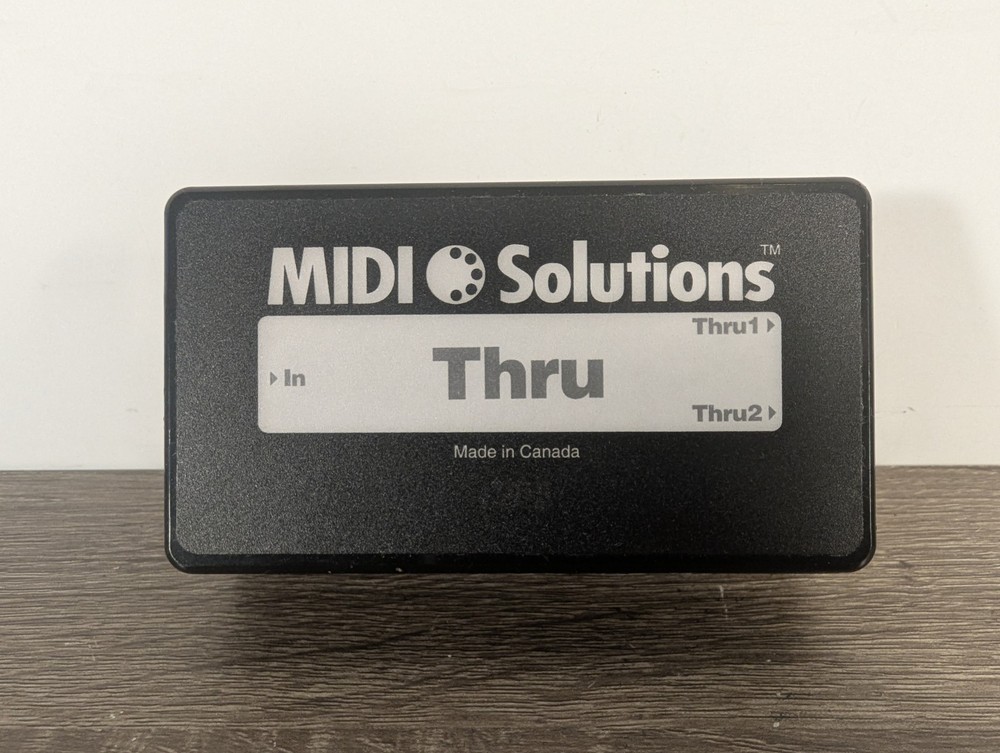 MIDI Solutions™
Thru1
In
Thru
Thru2
Made in Canada